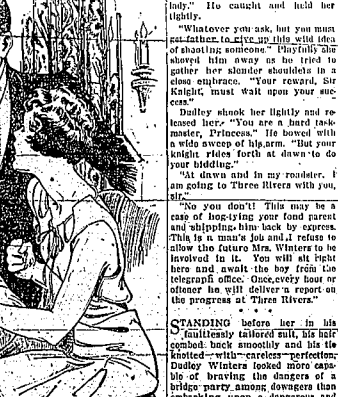 lady." He caught and held her
tightly.
"Whatever you ask, but you must
get father to give up this wild idea
of shooting someone." Playfully she
shoved him away as he tried to
gather her slender shoulders in a
close embrace. "Your reward, Sir
Knight, must wait upon your suc-
cess."
Dudley shook her lightly and re-
leased her. "You are a hard task-
master, Princess." He bowed with
a wide sweep of his arm. "But your
knight rides forth at dawn to do
your bidding."
"At dawn and in my roadster. I
am going to Three Rivers with you,
sir."
"No you don't! This may be a
case of hog-tying your fond parent
and shipping him back by express.
This is a man's job and I refuse to
allow the future Mrs. Winters to be
involved in it. You will sit right
here and await the boy from the
telegraph office. Once every hour or
oftener he will deliver a report on
the progress at Three Rivers."
* * *
STANDING before her in his
faultlessly tailored suit, his hair
combed back smoothly and his tie
knotted with careless perfection,
Dudley Winters looked more capa-
ble of braving the dangers of a
bridge party among dowagers than
embarking upon a dangerous and